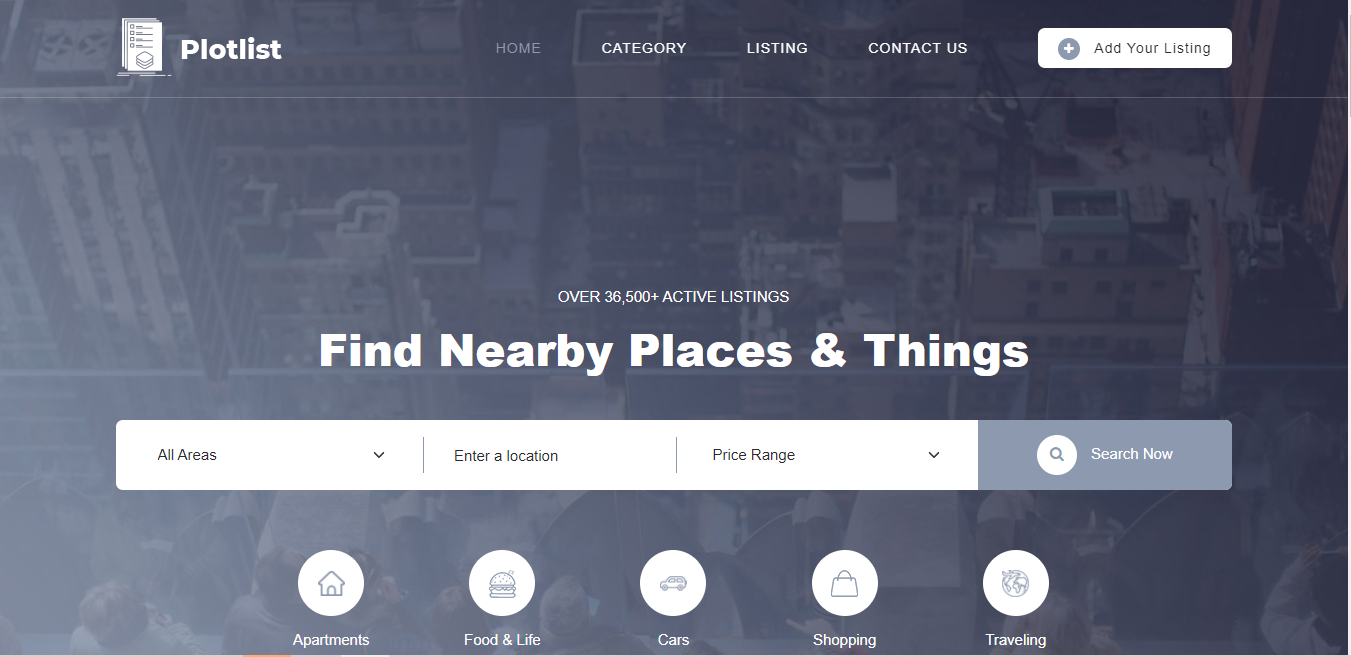 Plotlist
HOME
CATEGORY
LISTING
CONTACT US
Add Your Listing
OVER 36,500+ ACTIVE LISTINGS
Find Nearby Places & Things
All Areas
Enter a location
Price Range
Search Now
Apartments
Food & Life
Cars
Shopping
Traveling